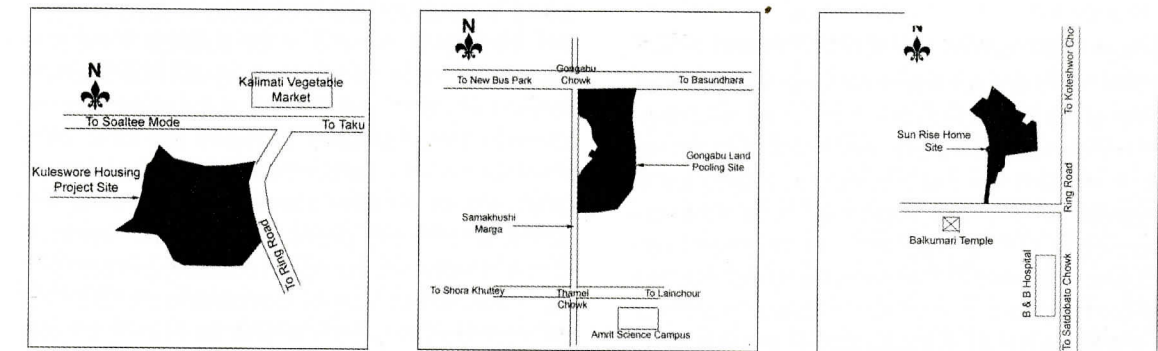 N
Kalimati Vegetable
Market
To Soaltee Mode
To Taku
Kuleswore Housing
Project Site
To Ring Road
N
Gongabu
Chowk
To New Bus Park
To Basundhara
Gongabu Land
Pooling Site
Samakhushi
Marga
To Shora Khuttey
Thamel
Chowk
To Lainchour
Amrit Science Campus
N
To Koteshwor Cho
Sun Rise Home
Site
Ring Road
Balkumari Temple
B & B Hospital
To Satdobato Chowk